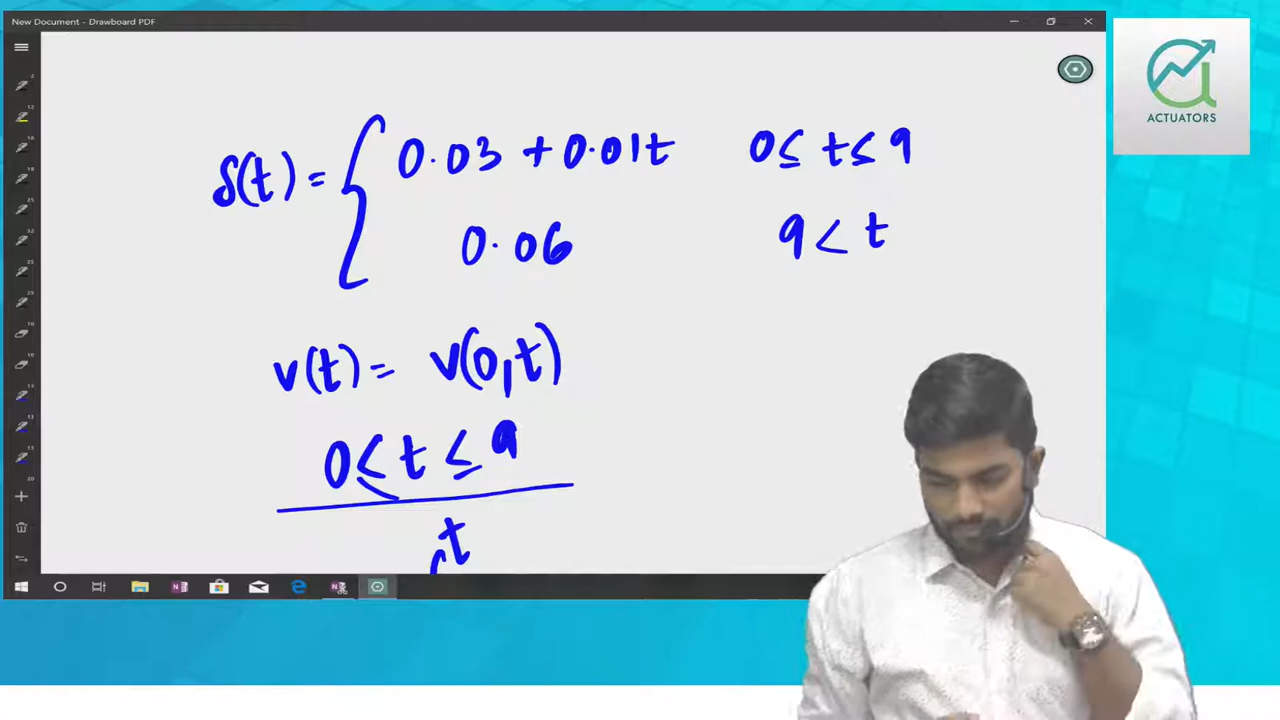 New Document - Drawboard PDF
ACTUATORS
δ(t) = { 0.03 + 0.01t 0 ≤ t ≤ 9
0.06 9 < t
v(t) = v(0,t)
0 ≤ t ≤ 9
t